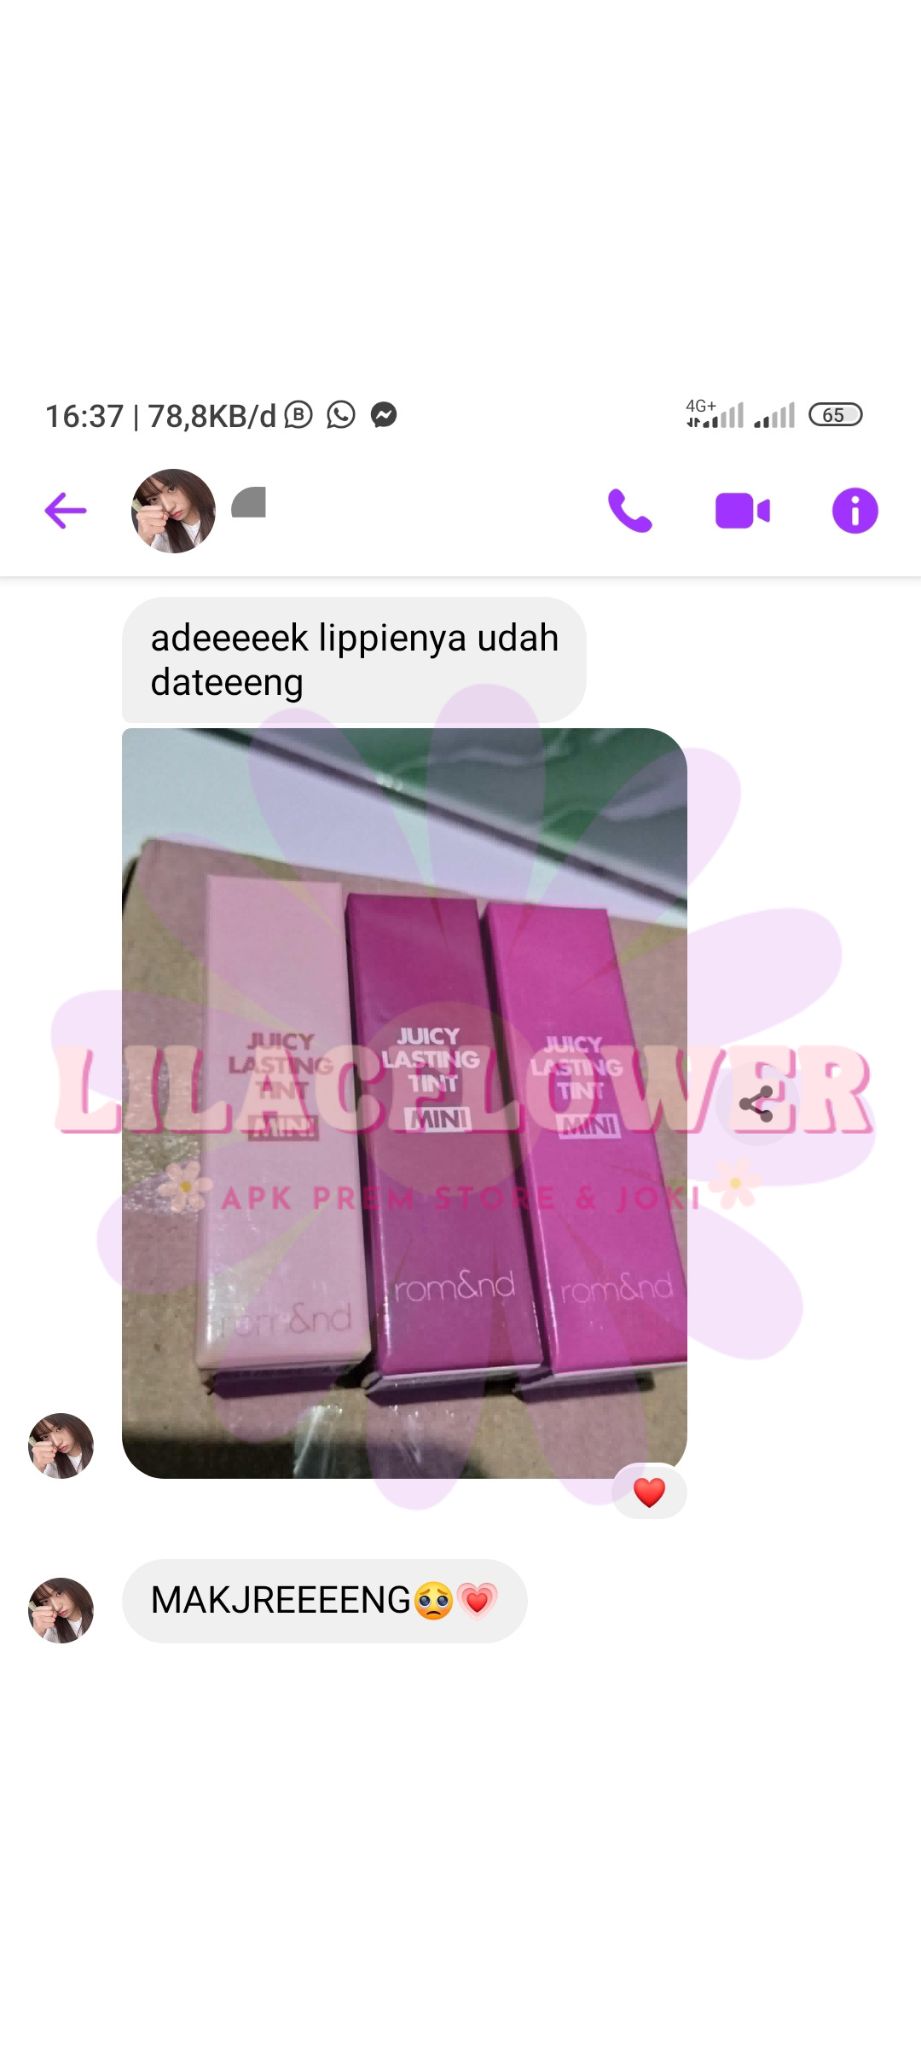 16:37 | 78,8KB/d
4G+
65
adeeeeek lippienya udah
dateeeng
JUICY
LASTING
TINT
MINI
rom&nd
JUICY
LASTING
TINT
MINI
rom&nd
JUICY
LASTING
TINT
MINI
rom&nd
LILACFLOWER
APK PREM STORE & JOKI
MAKJREEEENG🥺💗